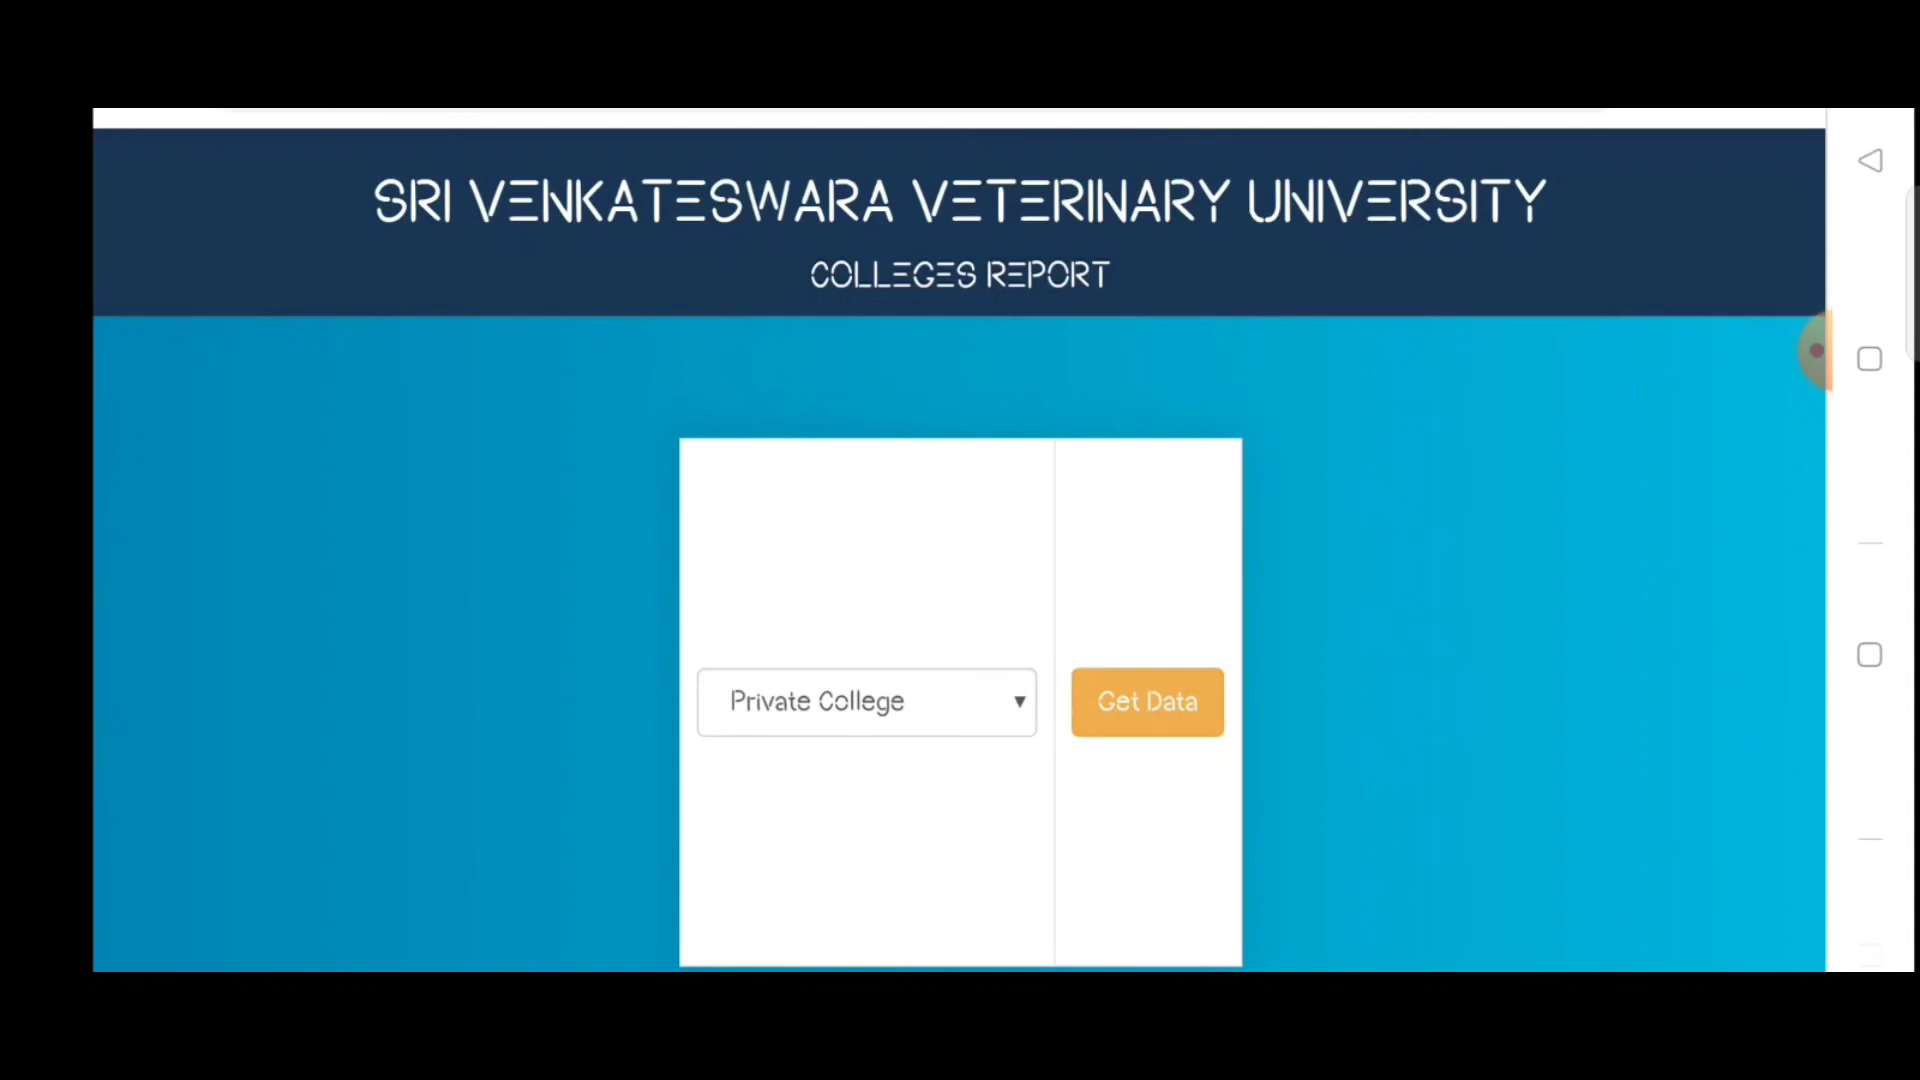 SRI VENKATESWARA VETERINARY UNIVERSITY
COLLEGES REPORT
Private College
Get Data